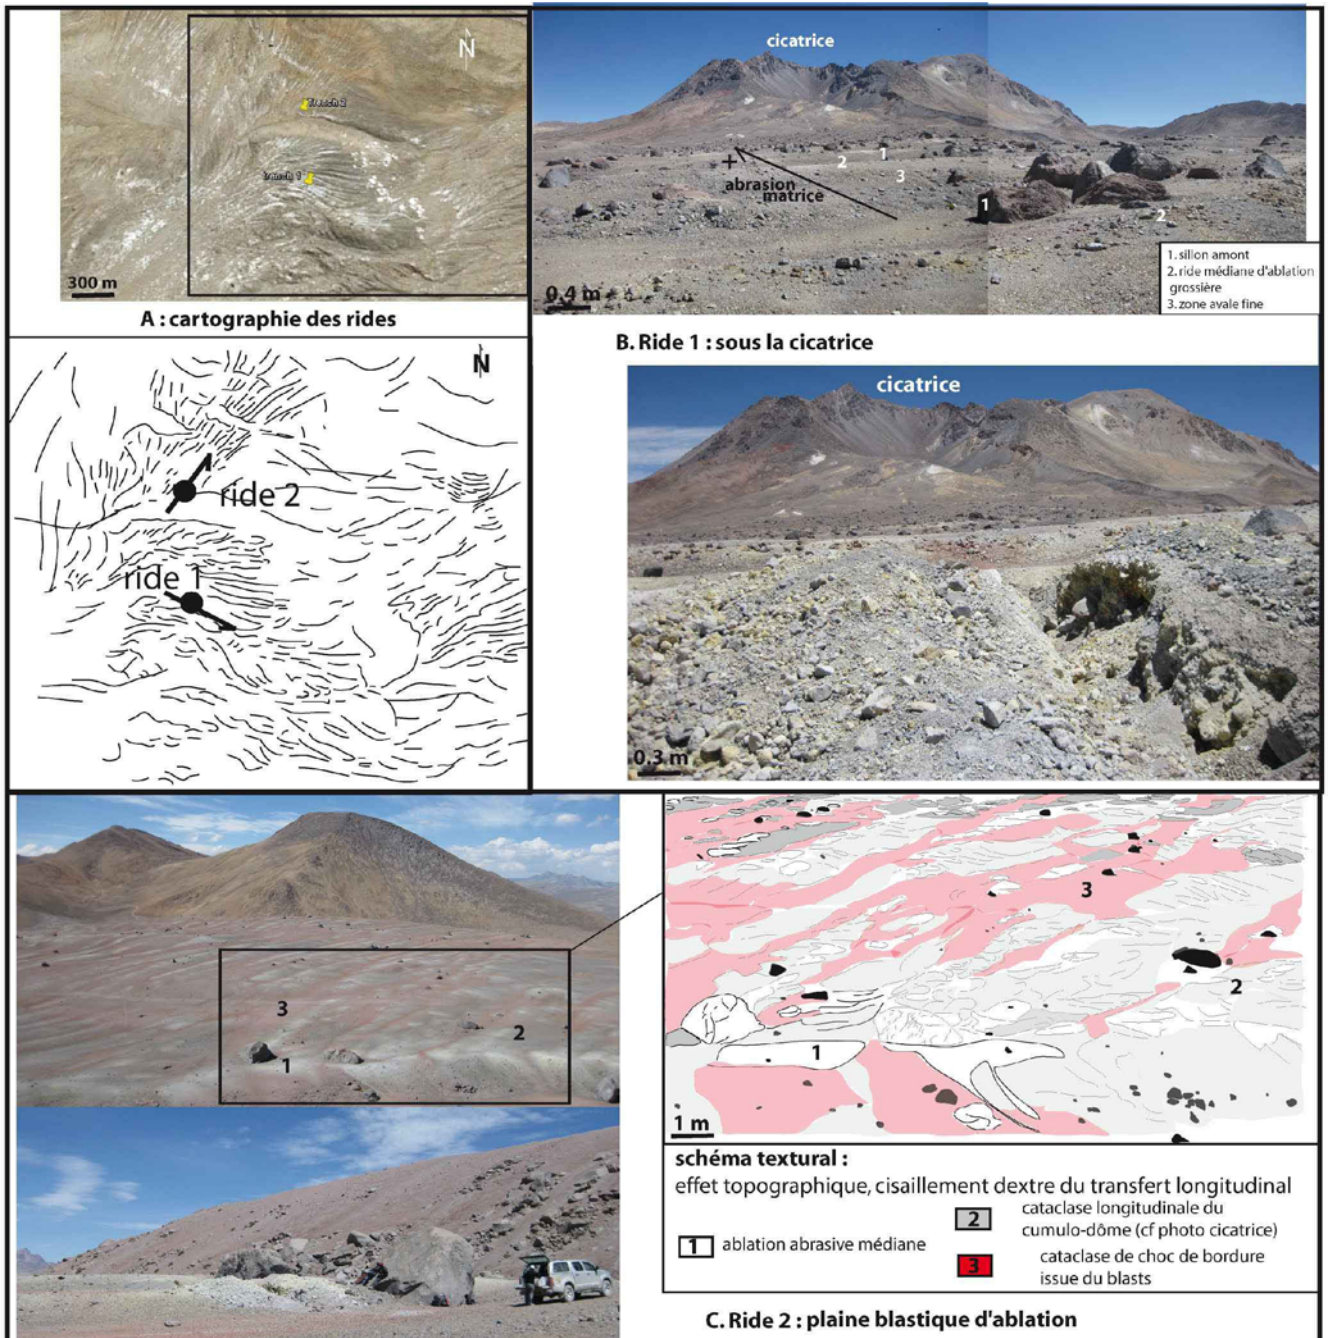 N
Trench 2
trench 1
300 m
A : cartographie des rides
N
ride 2
ride 1
cicatrice
1
2
3
+
abrasion
matrice
1
2
0.4 m
1. sillon amont
2. ride médiane d'ablation
grossière
3. zone avale fine
B. Ride 1 : sous la cicatrice
cicatrice
0.3 m
3
2
1
3
2
1
1 m
schéma textural :
effet topographique, cisaillement dextre du transfert longitudinal
1 ablation abrasive médiane
2 cataclase longitudinale du
cumulo-dôme (cf photo cicatrice)
3 cataclase de choc de bordure
issue du blasts
C. Ride 2 : plaine blastique d'ablation